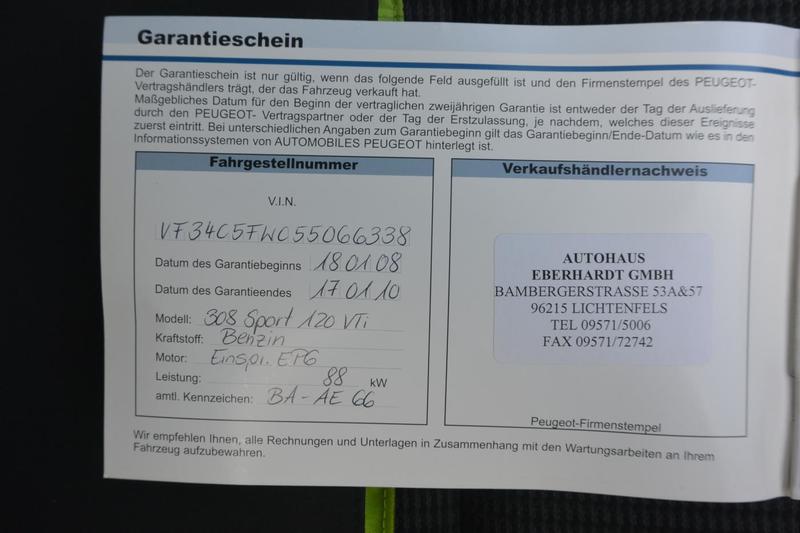 Garantieschein
Der Garantieschein ist nur gültig, wenn das folgende Feld ausgefüllt ist und den Firmenstempel des PEUGEOT-
Vertragshändlers trägt, der das Fahrzeug verkauft hat.
Maßgebliches Datum für den Beginn der vertraglichen zweijährigen Garantie ist entweder der Tag der Auslieferung
durch den PEUGEOT- Vertragspartner oder der Tag der Erstzulassung, je nachdem, welches dieser Ereignisse
zuerst eintritt. Bei unterschiedlichen Angaben zum Garantiebeginn gilt das Garantiebeginn/Ende-Datum wie es in den
Informationssystemen von AUTOMOBILES PEUGEOT hinterlegt ist.
Fahrgestellnummer
V.I.N.
VF34C5FWC55066338
Datum des Garantiebeginns 18 01 08
Datum des Garantieendes 17 01 10
Modell: 308 Sport 120 VTi
Kraftstoff: Benzin
Motor: Einspr. EP6
Leistung: 88 kW
amtl. Kennzeichen: BA-AE 66
Verkaufshändlernachweis
AUTOHAUS
EBERHARDT GMBH
BAMBERGERSTRASSE 53A&57
96215 LICHTENFELS
TEL 09571/5006
FAX 09571/72742
Peugeot-Firmenstempel
Wir empfehlen Ihnen, alle Rechnungen und Unterlagen in Zusammenhang mit den Wartungsarbeiten an Ihrem
Fahrzeug aufzubewahren.